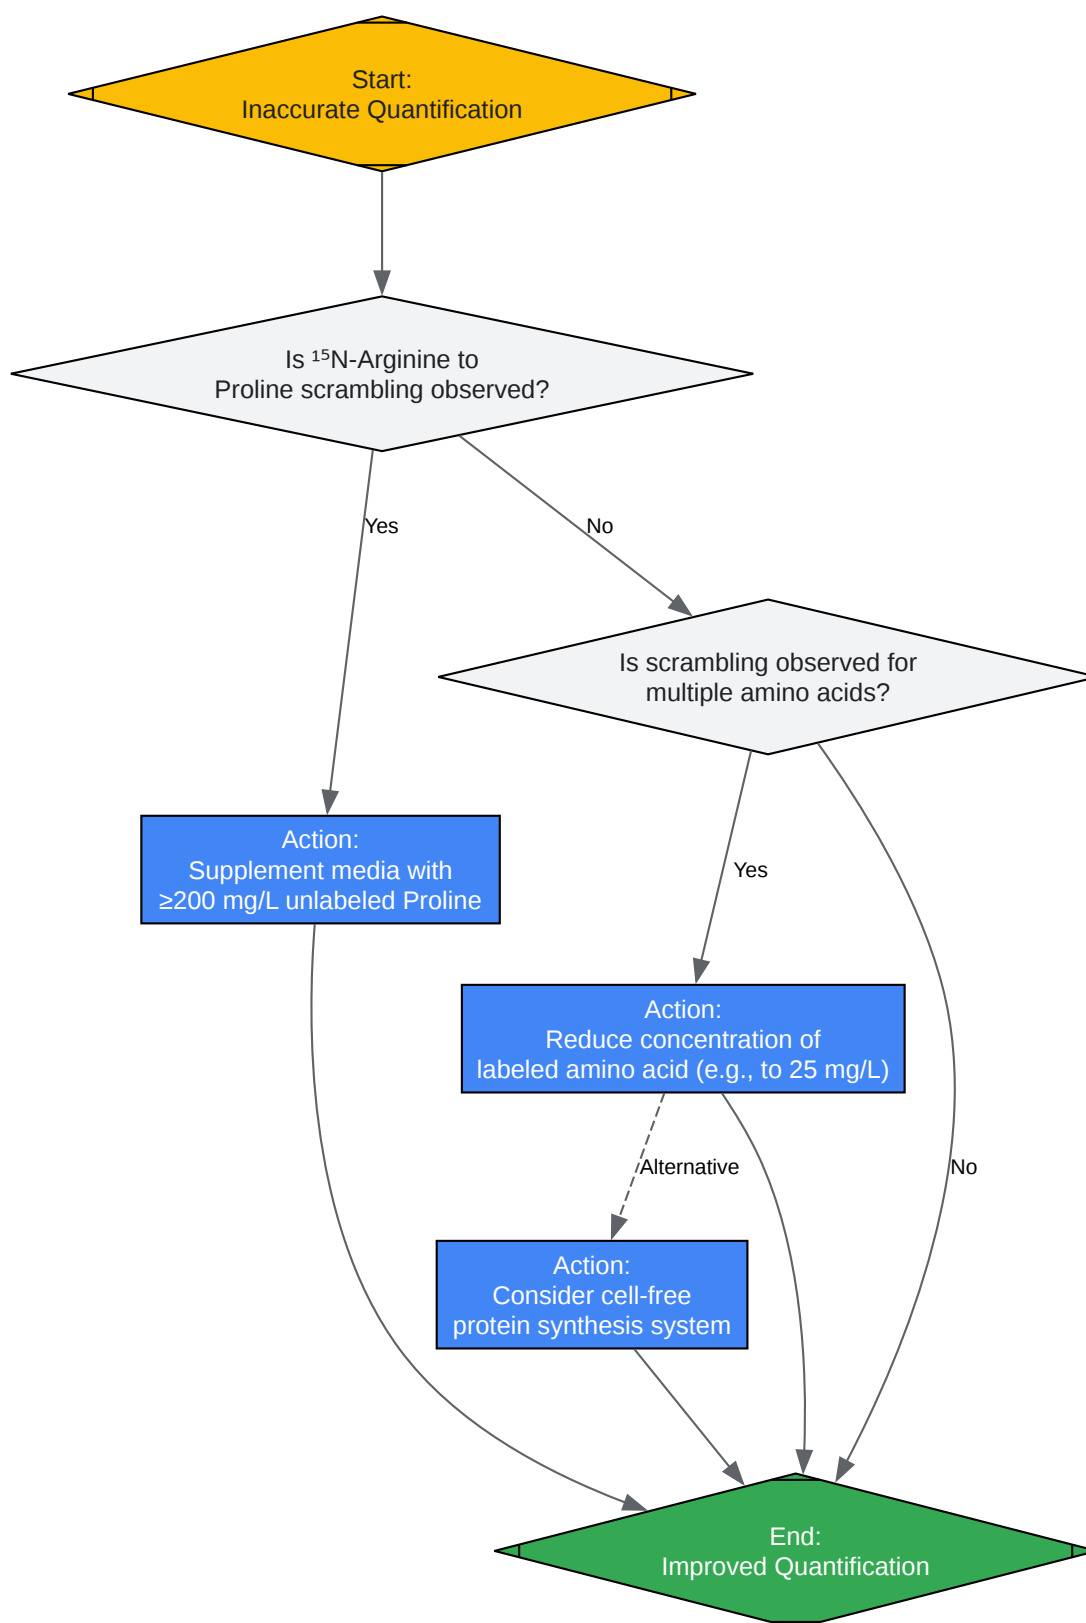 Start:
Inaccurate Quantification
Is ¹⁵N-Arginine to
Proline scrambling observed?
Yes
No
Is scrambling observed for
multiple amino acids?
Action:
Supplement media with
≥200 mg/L unlabeled Proline
Yes
Action:
Reduce concentration of
labeled amino acid (e.g., to 25 mg/L)
Alternative
No
Action:
Consider cell-free
protein synthesis system
End:
Improved Quantification